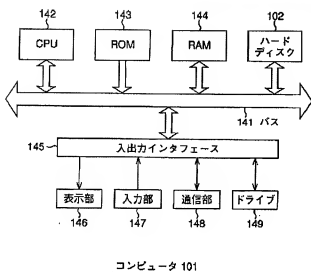 142
143
144
102
CPU
ROM
RAM
ハード
ディスク
141 バス
145
入出力インタフェース
表示部
入力部
通信部
ドライブ
146
147
148
149
コンピュータ 101